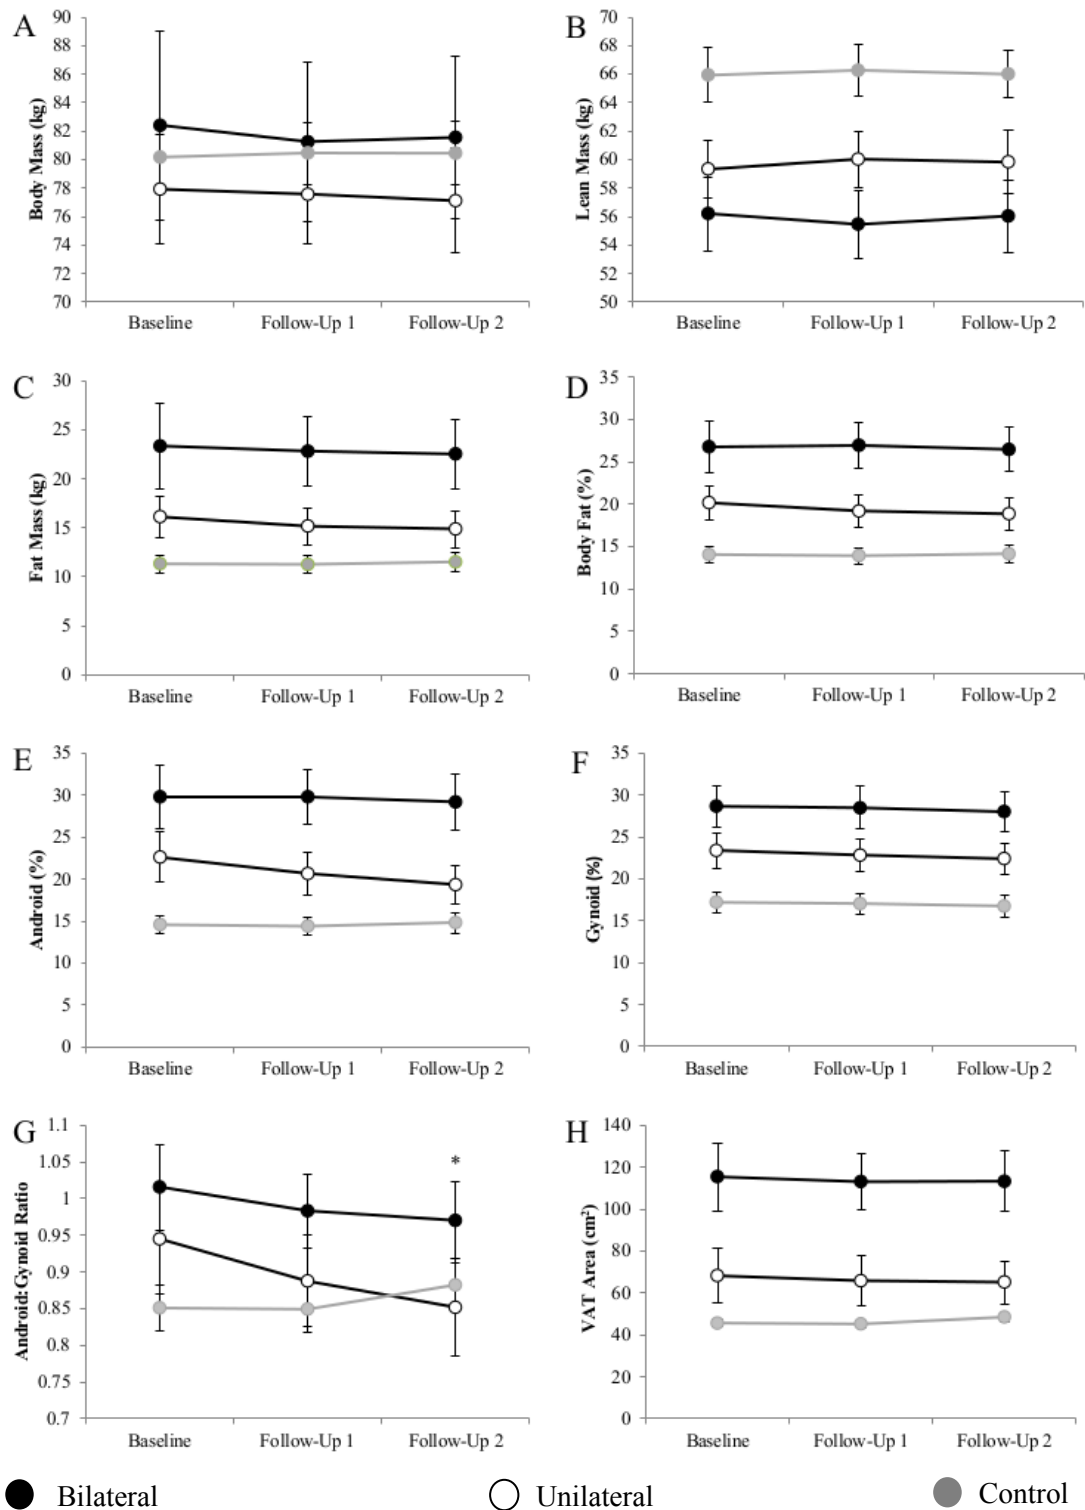 A
Body Mass (kg)
90
88
86
84
82
80
78
76
74
72
70
Baseline Follow-Up 1 Follow-Up 2
B
Lean Mass (kg)
70
68
66
64
62
60
58
56
54
52
50
Baseline Follow-Up 1 Follow-Up 2
C
Fat Mass (kg)
30
25
20
15
10
5
0
Baseline Follow-Up 1 Follow-Up 2
D
Body Fat (%)
35
30
25
20
15
10
5
0
Baseline Follow-Up 1 Follow-Up 2
E
Android (%)
35
30
25
20
15
10
5
0
Baseline Follow-Up 1 Follow-Up 2
F
Gynoid (%)
35
30
25
20
15
10
5
0
Baseline Follow-Up 1 Follow-Up 2
G
Android:Gynoid Ratio
1.1
1.05
1
0.95
0.9
0.85
0.8
0.75
0.7
*
Baseline Follow-Up 1 Follow-Up 2
H
VAT Area (cm²)
140
120
100
80
60
40
20
0
Baseline Follow-Up 1 Follow-Up 2
Bilateral Unilateral Control